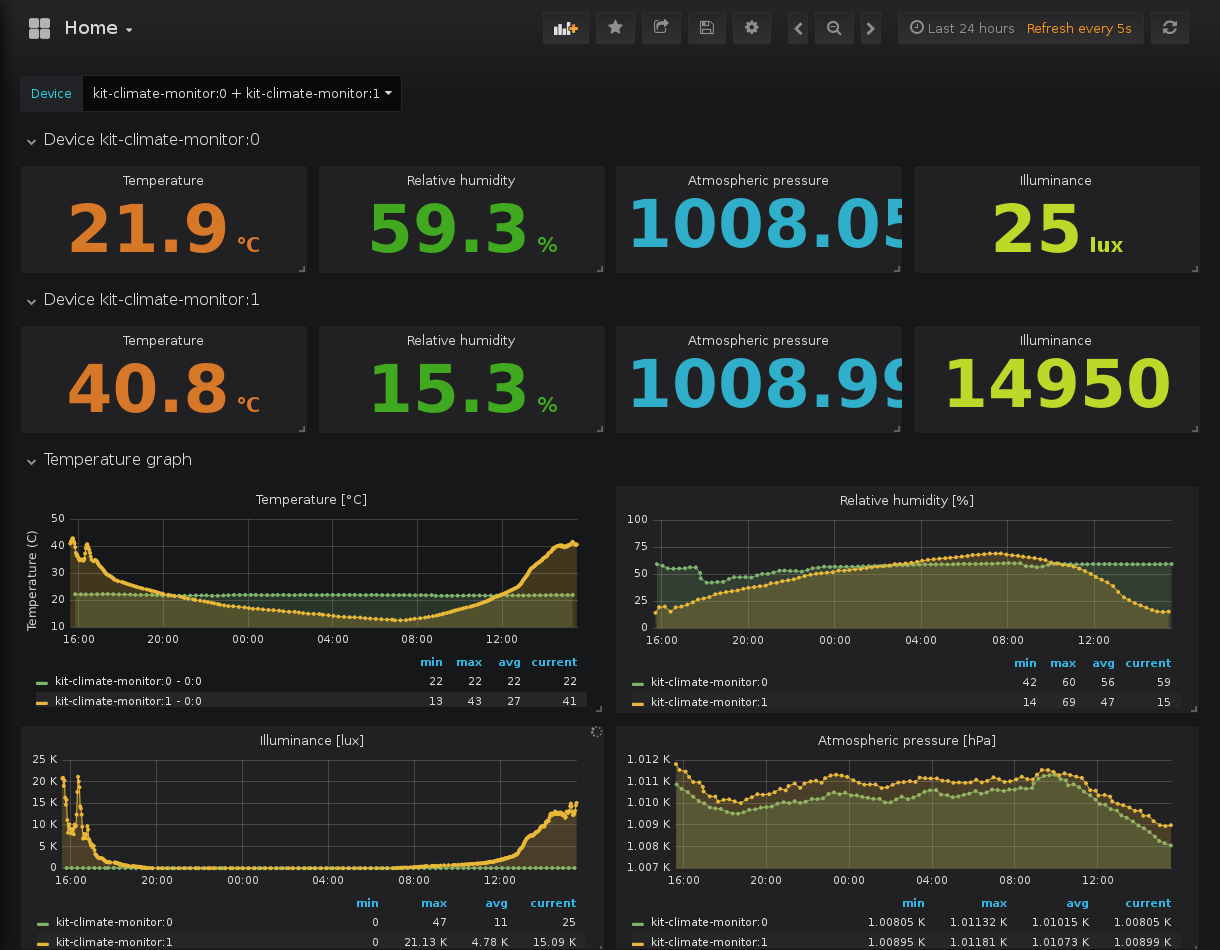 Home
Last 24 hours Refresh every 5s
Device kit-climate-monitor:0 + kit-climate-monitor:1
Device kit-climate-monitor:0
Temperature Relative humidity Atmospheric pressure Illuminance
21.9 °C 59.3 % 1008.05 25 lux
Device kit-climate-monitor:1
Temperature Relative humidity Atmospheric pressure Illuminance
40.8 °C 15.3 % 1008.99 14950
Temperature graph
Temperature [°C]
Temperature (C)
50
40
30
20
10
16:00 20:00 00:00 04:00 08:00 12:00
min max avg current
kit-climate-monitor:0 - 0:0 22 22 22 22
kit-climate-monitor:1 - 0:0 13 43 27 41
Relative humidity [%]
100
75
50
25
0
16:00 20:00 00:00 04:00 08:00 12:00
min max avg current
kit-climate-monitor:0 42 60 56 59
kit-climate-monitor:1 14 69 47 15
Illuminance [lux]
25 K
20 K
15 K
10 K
5 K
0
16:00 20:00 00:00 04:00 08:00 12:00
min max avg current
kit-climate-monitor:0 0 47 11 25
kit-climate-monitor:1 0 21.13 K 4.78 K 15.09 K
Atmospheric pressure [hPa]
1.012 K
1.011 K
1.010 K
1.009 K
1.008 K
1.007 K
16:00 20:00 00:00 04:00 08:00 12:00
min max avg current
kit-climate-monitor:0 1.00805 K 1.01132 K 1.01015 K 1.00805 K
kit-climate-monitor:1 1.00895 K 1.01181 K 1.01073 K 1.00899 K